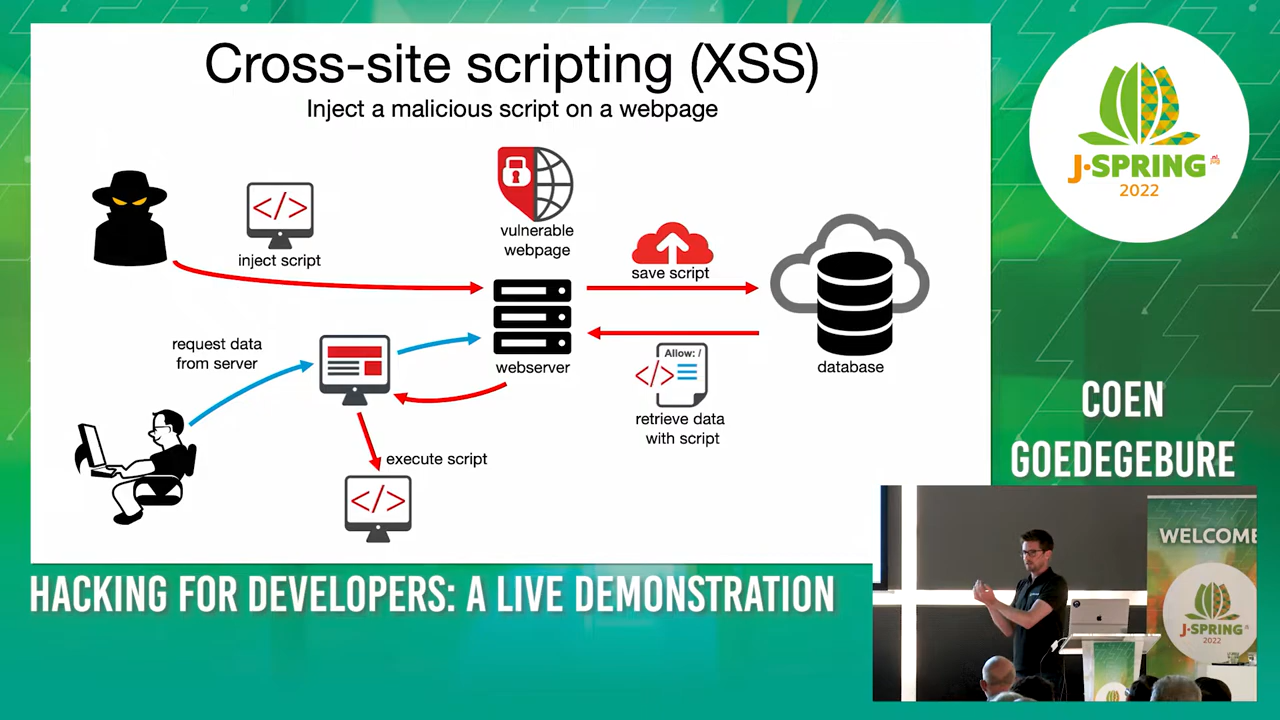 Cross-site scripting (XSS)
Inject a malicious script on a webpage
</>
inject script
vulnerable
webpage
save script
request data
from server
webserver
Allow: /
</>
retrieve data
with script
database
execute script
</>
J·SPRING
2022
COEN
GOEDEGEBURE
WELCOME
J·SPRING
2022
HACKING FOR DEVELOPERS: A LIVE DEMONSTRATION